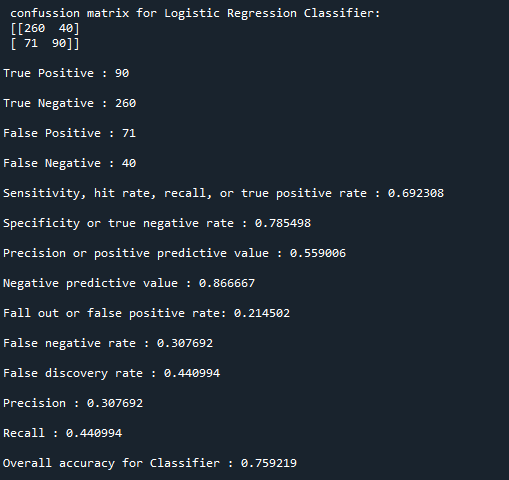 confussion matrix for Logistic Regression Classifier:
[[260  40]
[ 71  90]]
True Positive : 90
True Negative : 260
False Positive : 71
False Negative : 40
Sensitivity, hit rate, recall, or true positive rate : 0.692308
Specificity or true negative rate : 0.785498
Precision or positive predictive value : 0.559006
Negative predictive value : 0.866667
Fall out or false positive rate: 0.214502
False negative rate : 0.307692
False discovery rate : 0.440994
Precision : 0.307692
Recall : 0.440994
Overall accuracy for Classifier : 0.759219